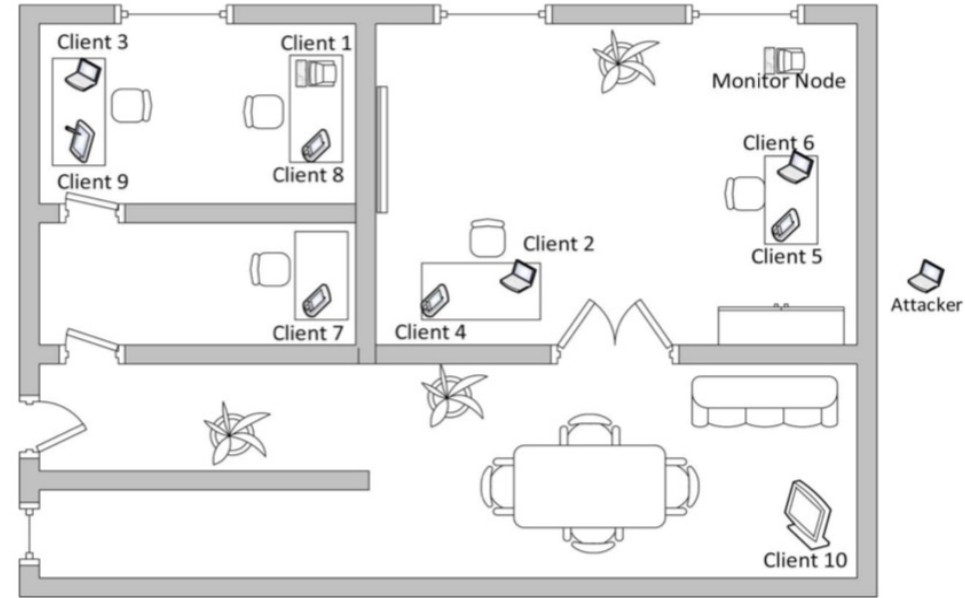 Client 3
Client 1
Monitor Node
Client 6
Client 9
Client 8
Client 2
Client 5
Attacker
Client 7
Client 4
Client 10